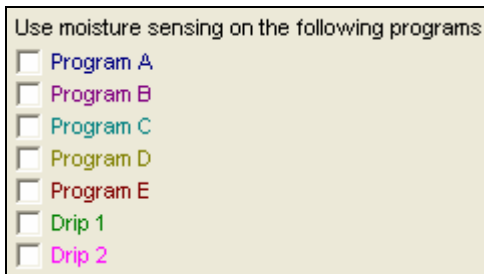 Use moisture sensing on the following programs
Program A
Program B
Program C
Program D
Program E
Drip 1
Drip 2